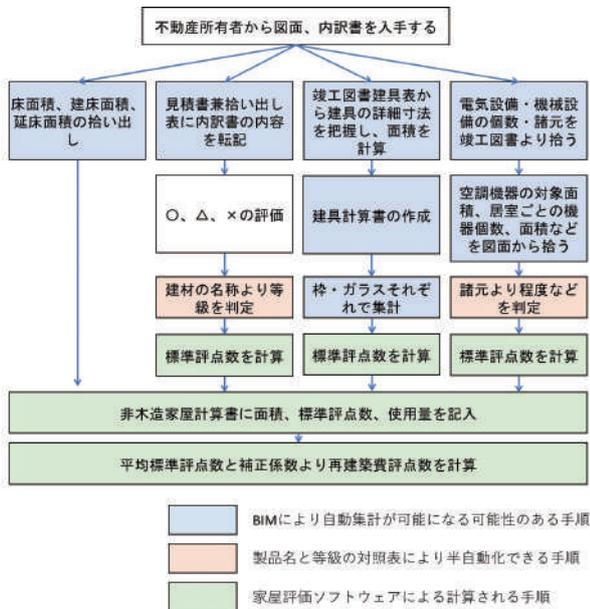 不動産所有者から図面、内訳書を入手する
床面積、建床面積、
延床面積の拾い出
し
見積書兼拾い出し
表に内訳書の内容
を転記
竣工図書建具表か
ら建具の詳細寸法
を把握し、面積を
計算
電気設備・機械設
備の個数・諸元を
竣工図書より拾う
〇、△、×の評価
建具計算書の作成
空調機器の対象面
積、居室ごとの機
器個数、面積など
を図面から拾う
建材の名称より等
級を判定
枠・ガラスそれぞ
れで集計
諸元より程度など
を判定
標準評点数を計算
標準評点数を計算
標準評点数を計算
非木造家屋計算書に面積、標準評点数、使用量を記入
平均標準評点数と補正係数より再建築費評点数を計算
BIMにより自動集計が可能になる可能性のある手順
製品名と等級の対照表により半自動化できる手順
家屋評価ソフトウェアによる計算される手順